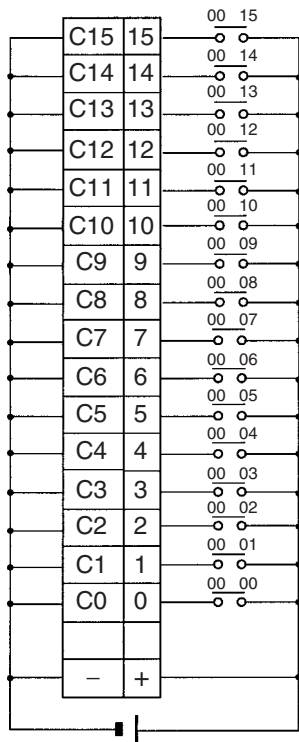 C15 15 00 15
C14 14 00 14
C13 13 00 13
C12 12 00 12
C11 11 00 11
C10 10 00 10
C9 9 00 09
C8 8 00 08
C7 7 00 07
C6 6 00 06
C5 5 00 05
C4 4 00 04
C3 3 00 03
C2 2 00 02
C1 1 00 01
C0 0 00 00
− +